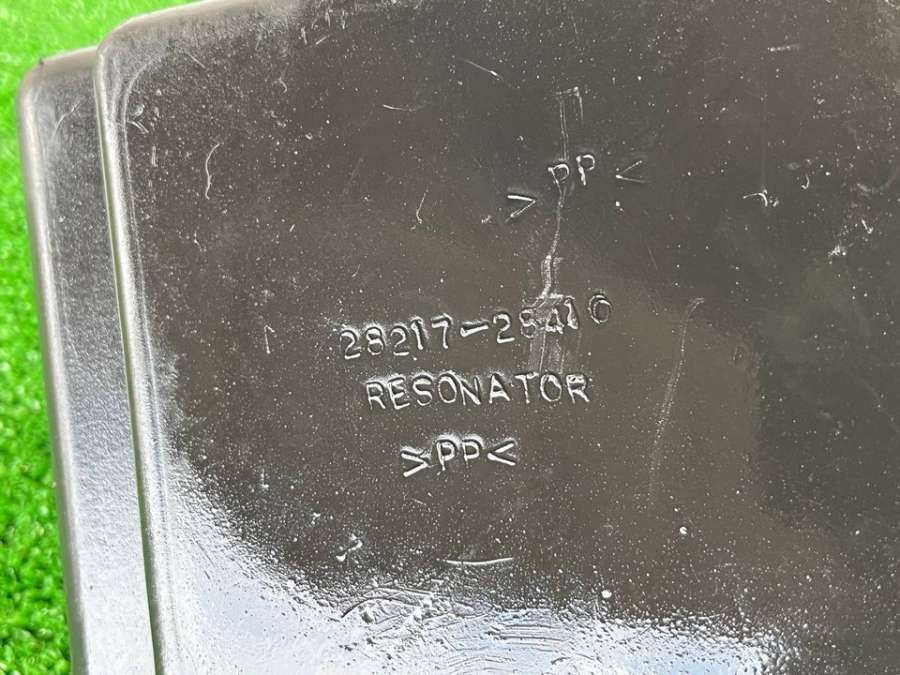 > PP <
28217-28410
RESONATOR
>PP<